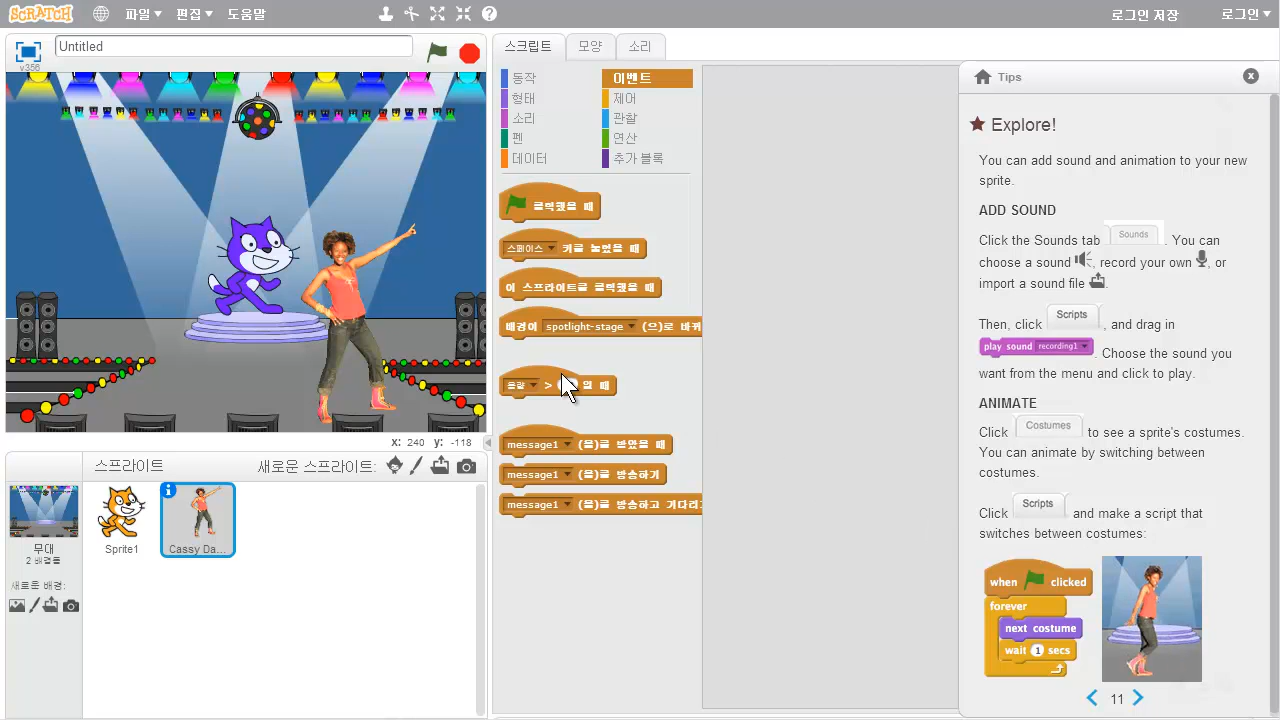 SCRATCH 파일 편집 도움말 로그인 저장 로그인
Untitled
v356
x: 240 y: -118
스프라이트 새로운 스프라이트:
무대
2 배경들
새로운 배경:
Sprite1
Cassy Da...
스크립트 모양 소리
동작 이벤트
형태 제어
소리 관찰
펜 연산
데이터 추가 블록
클릭했을 때
스페이스 키를 눌렀을 때
이 스프라이트를 클릭했을 때
배경이 spotlight-stage (으)로 바뀌
음량 > 일 때
message1 (을)를 받았을 때
message1 (을)를 방송하기
message1 (을)를 방송하고 기다리
Tips
Explore!
You can add sound and animation to your new
sprite.
ADD SOUND
Click the Sounds tab Sounds . You can
choose a sound , record your own , or
import a sound file .
Then, click Scripts , and drag in
play sound recording1 . Choose the sound you
want from the menu and click to play.
ANIMATE
Click Costumes to see a sprite's costumes.
You can animate by switching between
costumes.
Click Scripts and make a script that
switches between costumes:
when clicked
forever
next costume
wait 1 secs
11